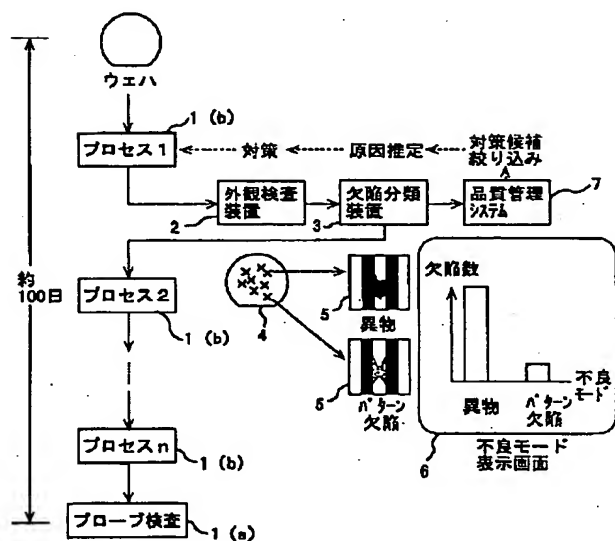 ウェハ
1 (b)
プロセス1
対策
原因推定
対策候補
絞り込み
外観検査
装置
2
欠陥分類
装置
3
品質管理
システム
7
約
100日
プロセス2
1 (b)
4
5
異物
5
パターン
欠陥
欠陥数
不良
モード
異物
パターン
欠陥
6
不良モード
表示画面
プロセスn
1 (b)
プローブ検査
1 (a)